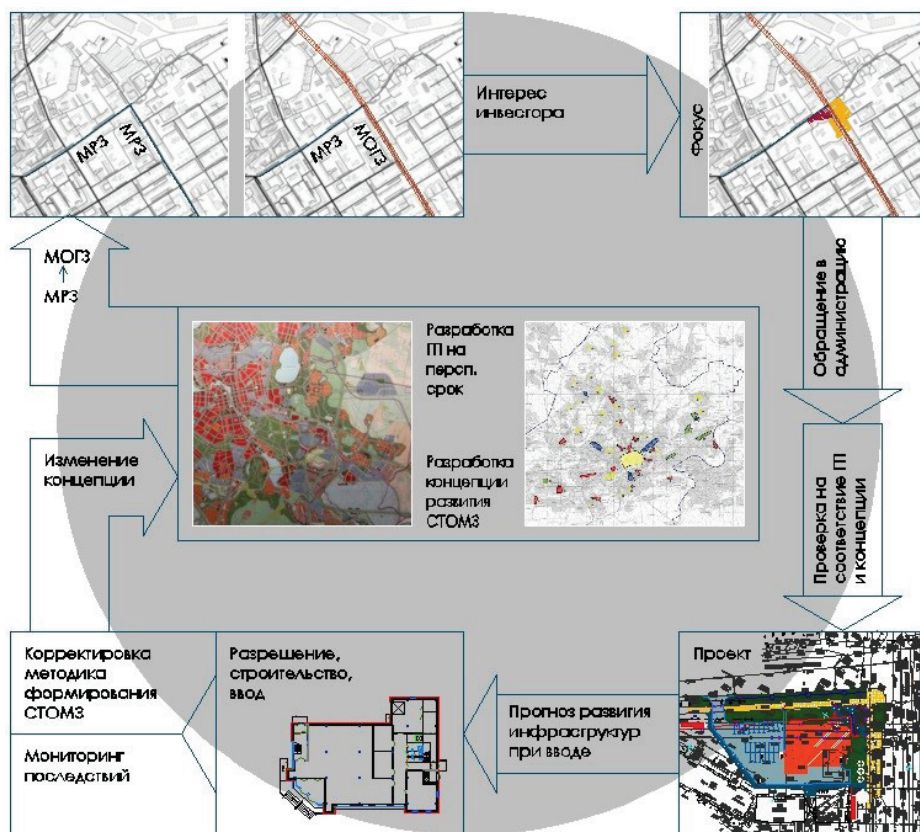 МРЗ
МРЗ
МРЗ
МОГЗ
Интерес
инвестора
Фокус
МОГЗ
МРЗ
Обращение в
администрацию
Разработка
ГП на
персп.
срок
Разработка
концепции
развития
СТОМЗ
Изменение
концепции
Проверка на
соответствие ГП
и концепции
Корректировка
методика
формирования
СТОМЗ
Мониторинг
последствий
Разрешение,
строительство,
ввод
Прогноз развития
инфраструктур
при вводе
Проект